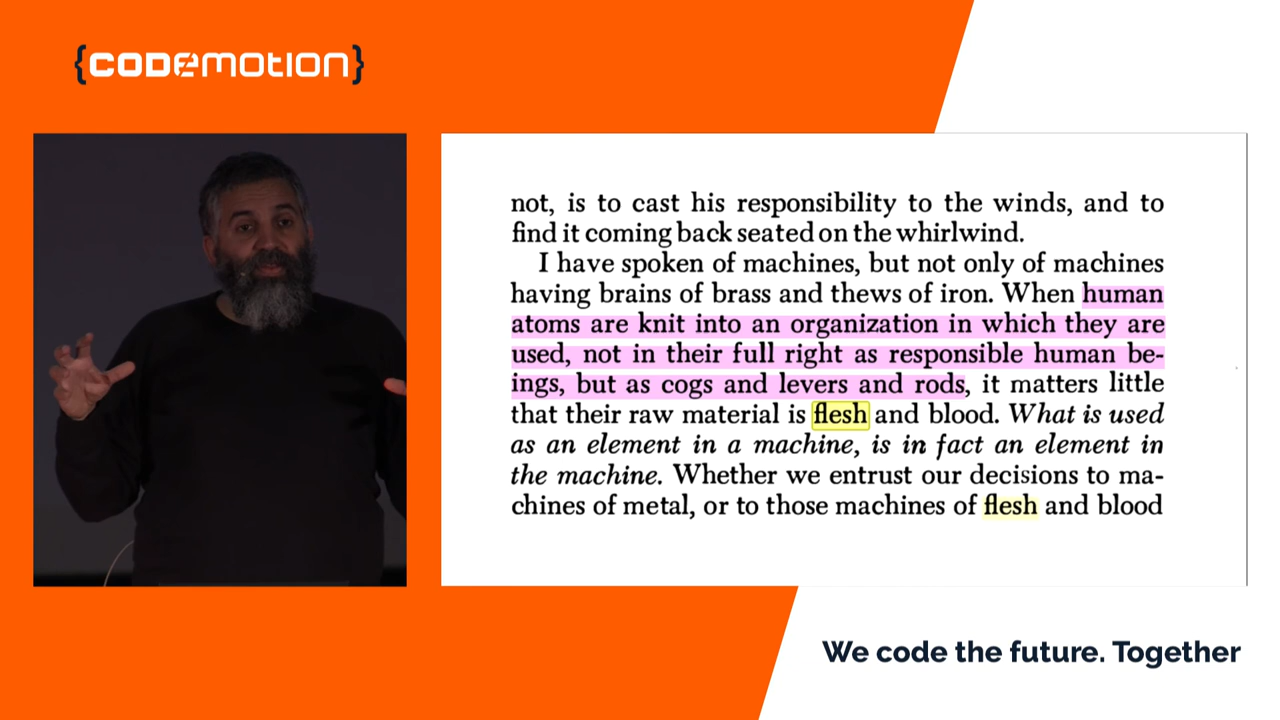 {CODEMOTION}
not, is to cast his responsibility to the winds, and to
find it coming back seated on the whirlwind.
I have spoken of machines, but not only of machines
having brains of brass and thews of iron. When human
atoms are knit into an organization in which they are
used, not in their full right as responsible human be-
ings, but as cogs and levers and rods, it matters little
that their raw material is flesh and blood. What is used
as an element in a machine, is in fact an element in
the machine. Whether we entrust our decisions to ma-
chines of metal, or to those machines of flesh and blood
We code the future. Together